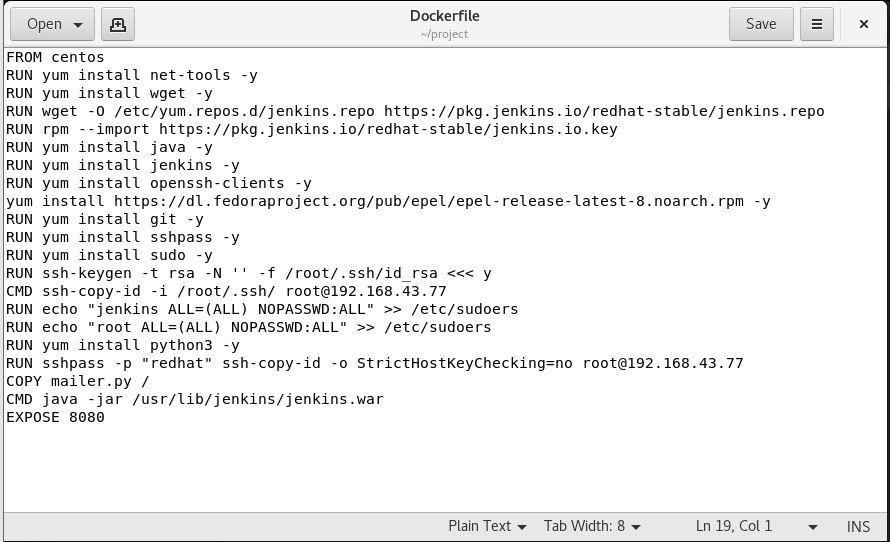 Open
Dockerfile
~/project
Save
FROM centos
RUN yum install net-tools -y
RUN yum install wget -y
RUN wget -O /etc/yum.repos.d/jenkins.repo https://pkg.jenkins.io/redhat-stable/jenkins.repo
RUN rpm --import https://pkg.jenkins.io/redhat-stable/jenkins.io.key
RUN yum install java -y
RUN yum install jenkins -y
RUN yum install openssh-clients -y
yum install https://dl.fedoraproject.org/pub/epel/epel-release-latest-8.noarch.rpm -y
RUN yum install git -y
RUN yum install sshpass -y
RUN yum install sudo -y
RUN ssh-keygen -t rsa -N '' -f /root/.ssh/id_rsa <<< y
CMD ssh-copy-id -i /root/.ssh/ root@192.168.43.77
RUN echo "jenkins ALL=(ALL) NOPASSWD:ALL" >> /etc/sudoers
RUN echo "root ALL=(ALL) NOPASSWD:ALL" >> /etc/sudoers
RUN yum install python3 -y
RUN sshpass -p "redhat" ssh-copy-id -o StrictHostKeyChecking=no root@192.168.43.77
COPY mailer.py /
CMD java -jar /usr/lib/jenkins/jenkins.war
EXPOSE 8080
Plain Text Tab Width: 8 Ln 19, Col 1 INS